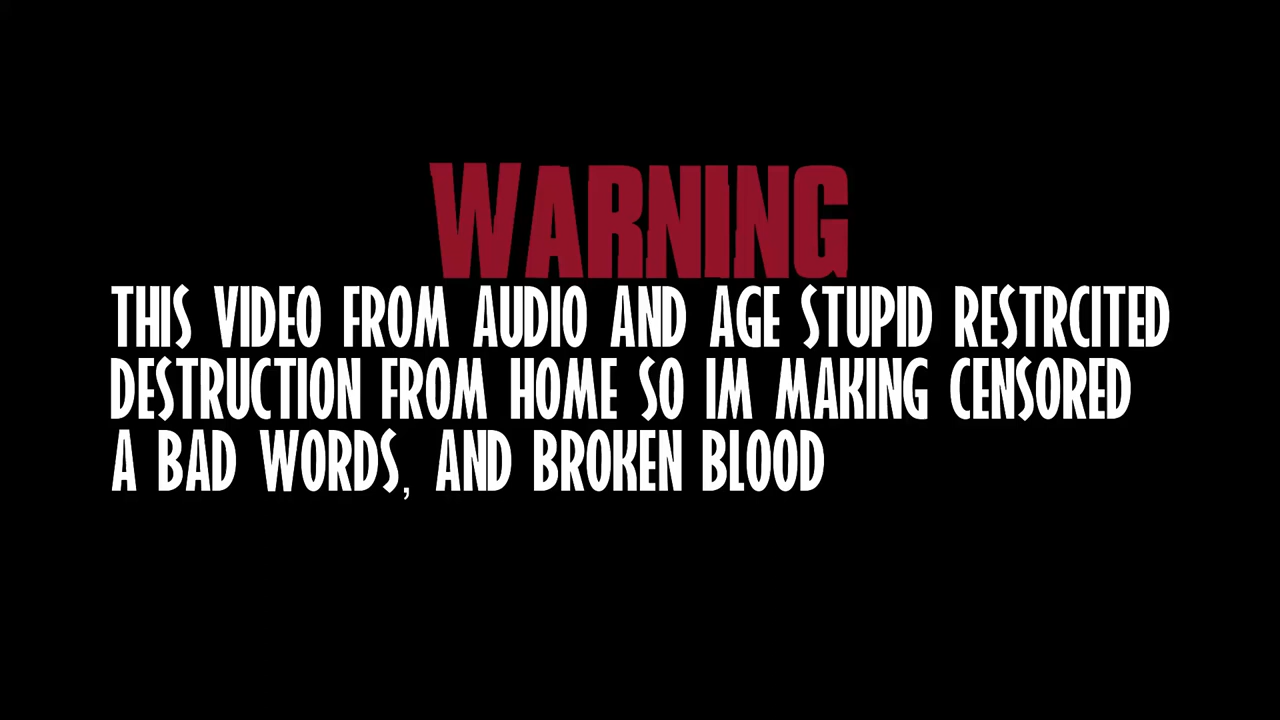 WARNING
THIS VIDEO FROM AUDIO AND AGE STUPID RESTRCITED
DESTRUCTION FROM HOME SO IM MAKING CENSORED
A BAD WORDS, AND BROKEN BLOOD